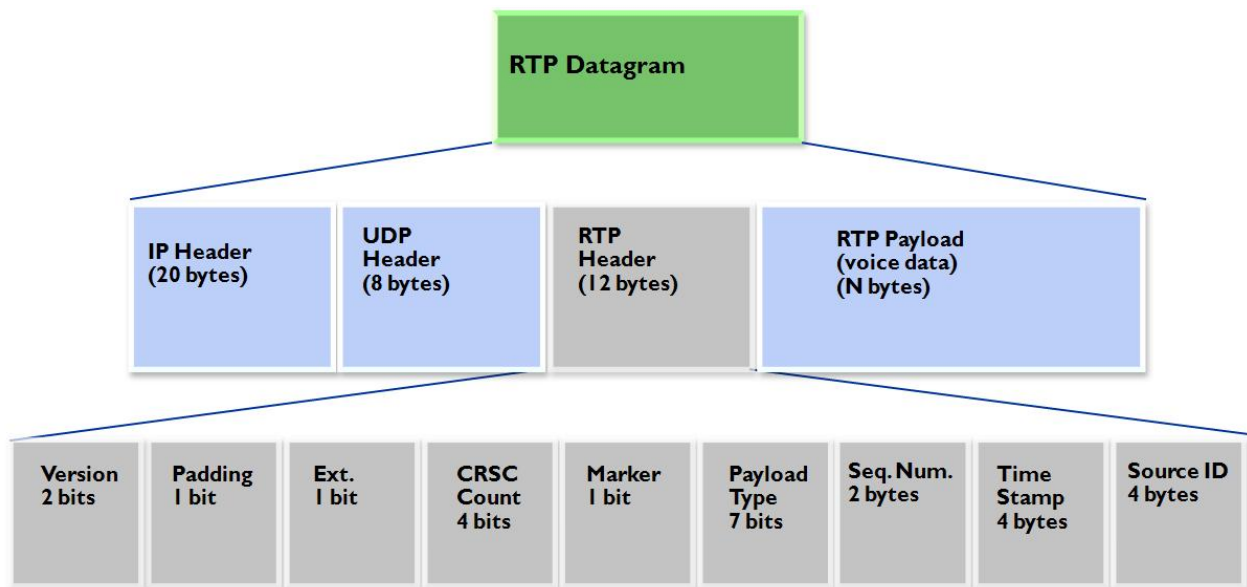 RTP Datagram
IP Header
(20 bytes)
UDP
Header
(8 bytes)
RTP
Header
(12 bytes)
RTP Payload
(voice data)
(N bytes)
Version
2 bits
Padding
1 bit
Ext.
1 bit
CRSC
Count
4 bits
Marker
1 bit
Payload
Type
7 bits
Seq. Num.
2 bytes
Time
Stamp
4 bytes
Source ID
4 bytes